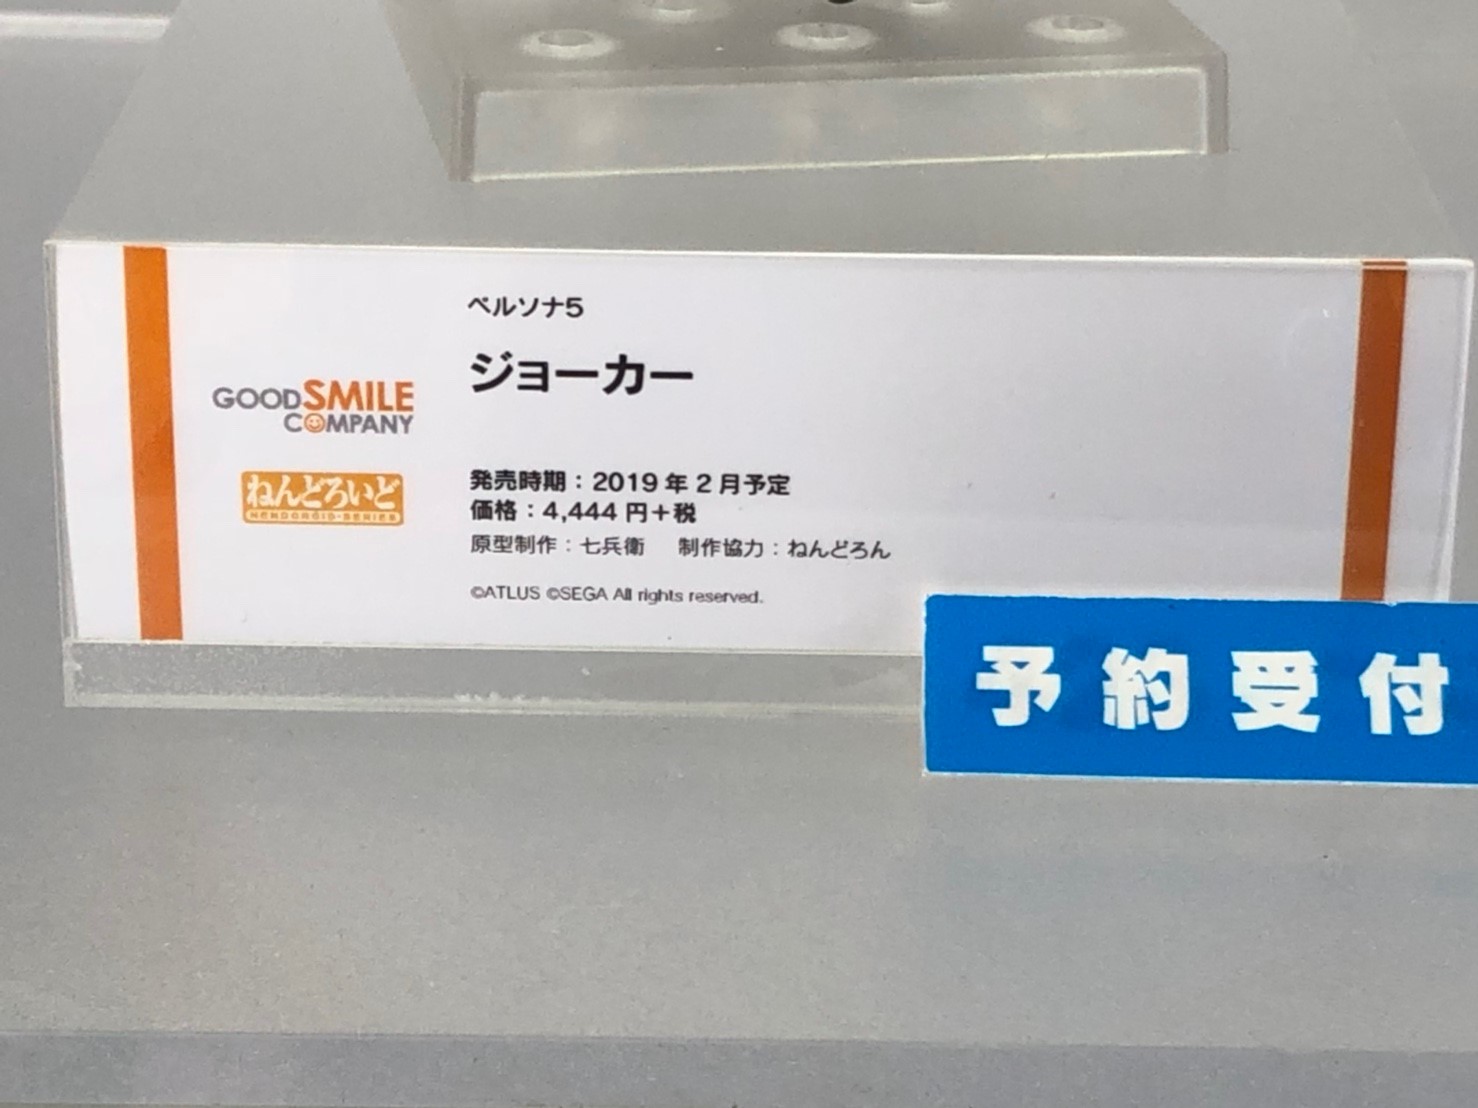 ペルソナ5
ジョーカー
GOOD SMILE
COMPANY
ねんどろいど
NENDOROID-SERIES
発売時期：2019年2月予定
価格：4,444円＋税
原型制作：七兵衛　制作協力：ねんどろん
©ATLUS ©SEGA All rights reserved.
予約受付